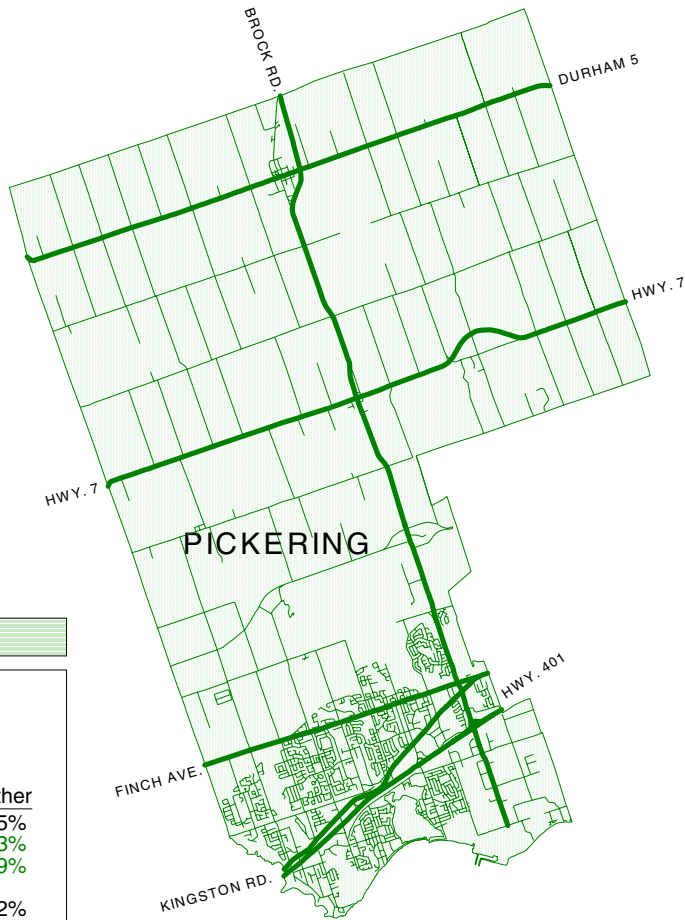 BROCK RD.
DURHAM 5
HWY. 7
HWY. 7
PICKERING
HWY. 401
FINCH AVE.
KINGSTON RD.
5%
3%
9%
2%